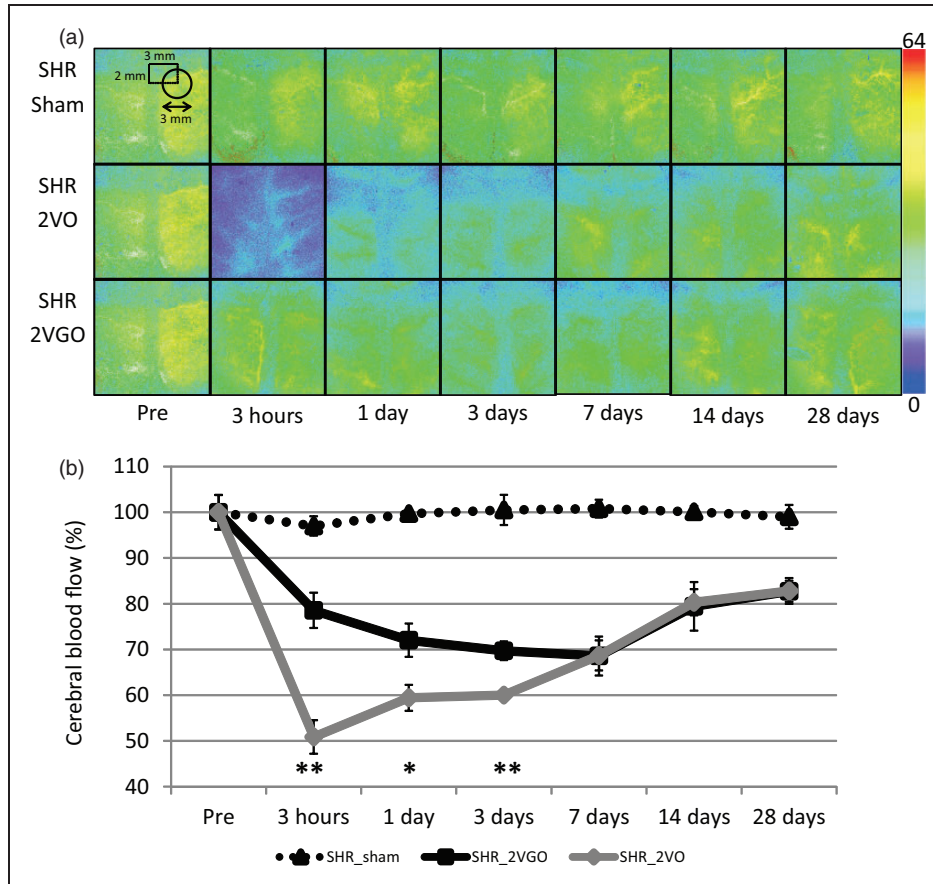 (a)
64
SHR
Sham
3 mm
2 mm
3 mm
SHR
2VO
SHR
2VGO
0
Pre 3 hours 1 day 3 days 7 days 14 days 28 days
(b)
Cerebral blood flow (%)
110
100
90
80
70
60
50
40
** * **
Pre 3 hours 1 day 3 days 7 days 14 days 28 days
SHR_sham SHR_2VGO SHR_2VO